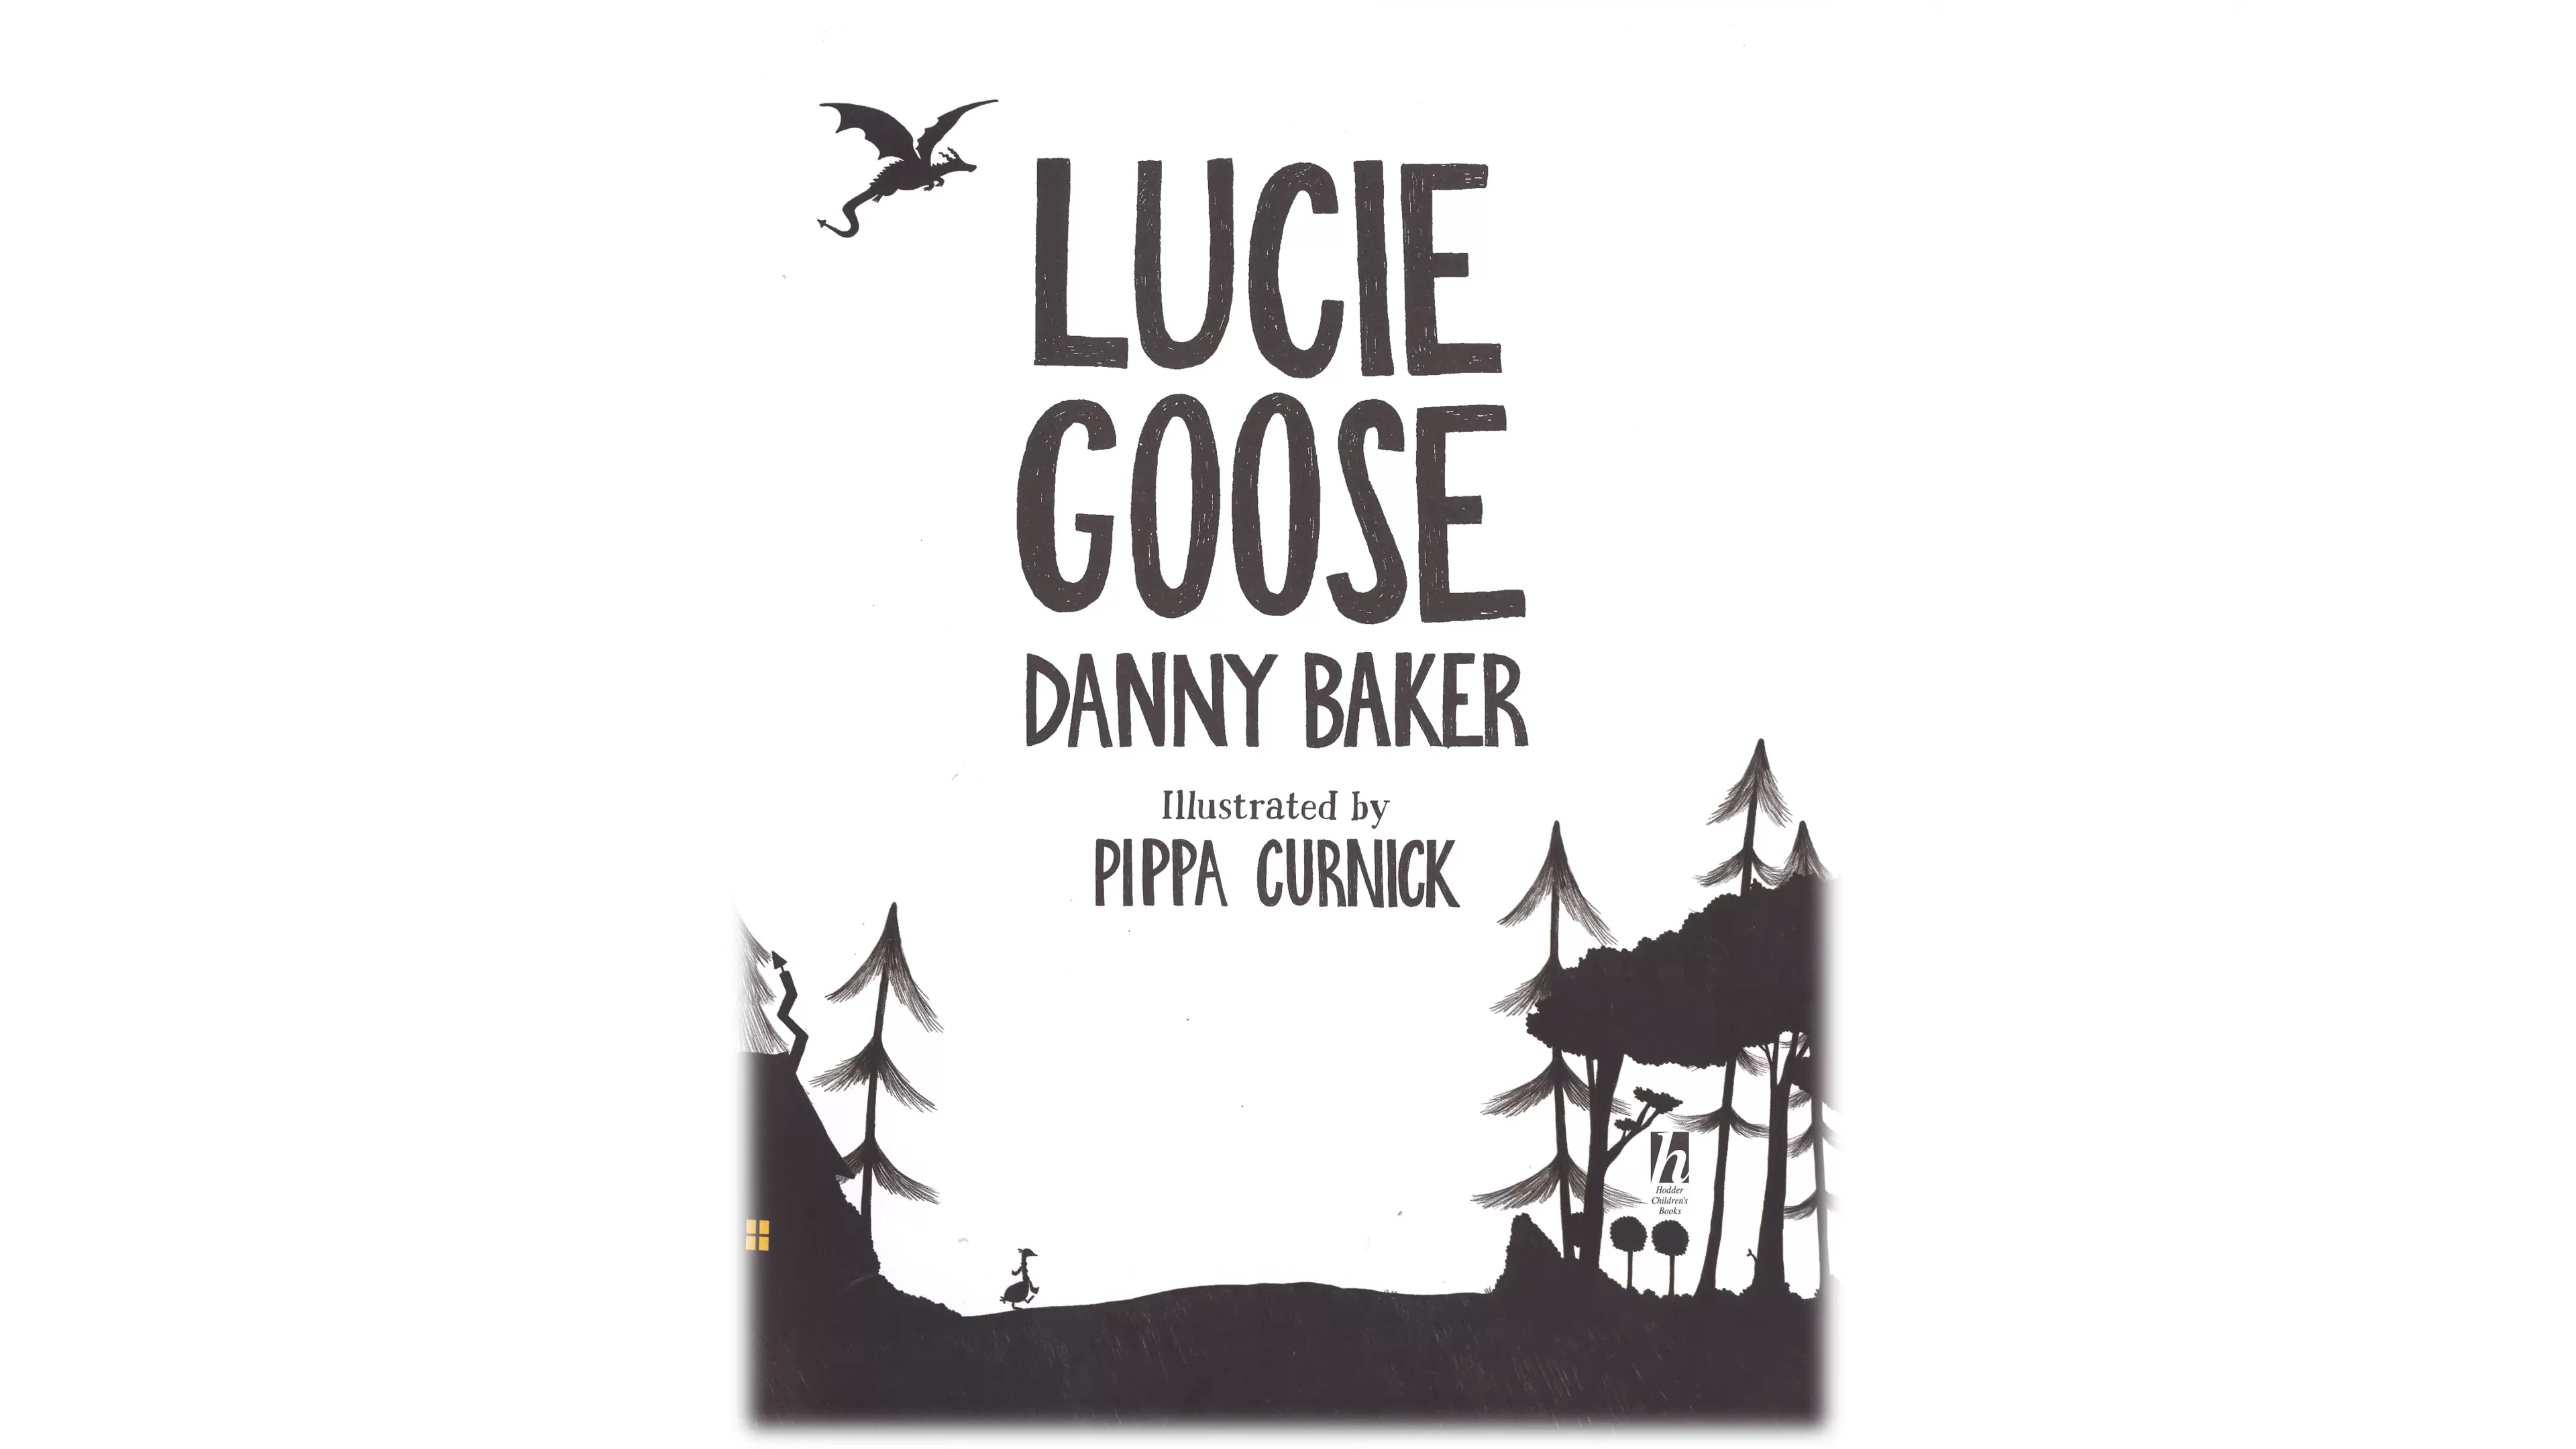 LUCIE
GOOSE
DANNY BAKER
Illustrated by
PIPPA CURNICK
h
Hodder
Children's
Books